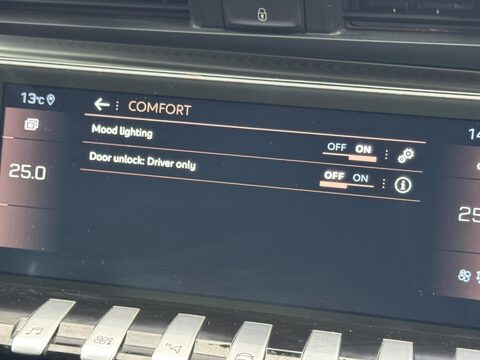 13°C
COMFORT
14
Mood lighting
OFF ON
Door unlock: Driver only
OFF ON
25.0
25